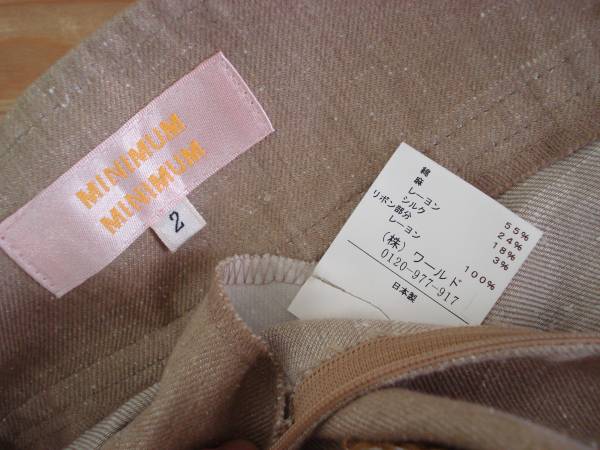 MINIMUM
MINIMUM
2
綿 55%
麻 24%
レーヨン 18%
シルク 3%
リボン部分
レーヨン 100%
(株) ワールド
0120-977-917
日本製